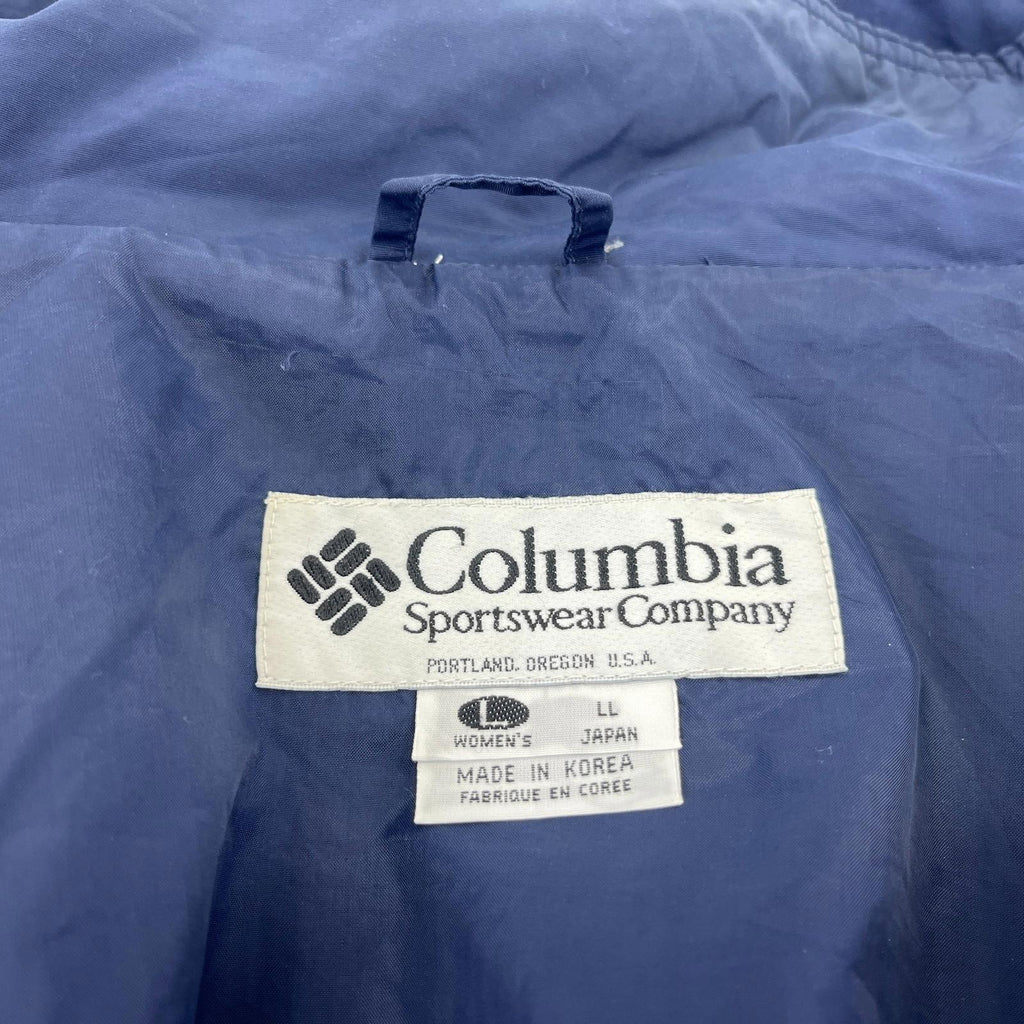 Columbia
Sportswear Company
PORTLAND, OREGON U.S.A.
L LL
WOMEN'S JAPAN
MADE IN KOREA
FABRIQUE EN COREE